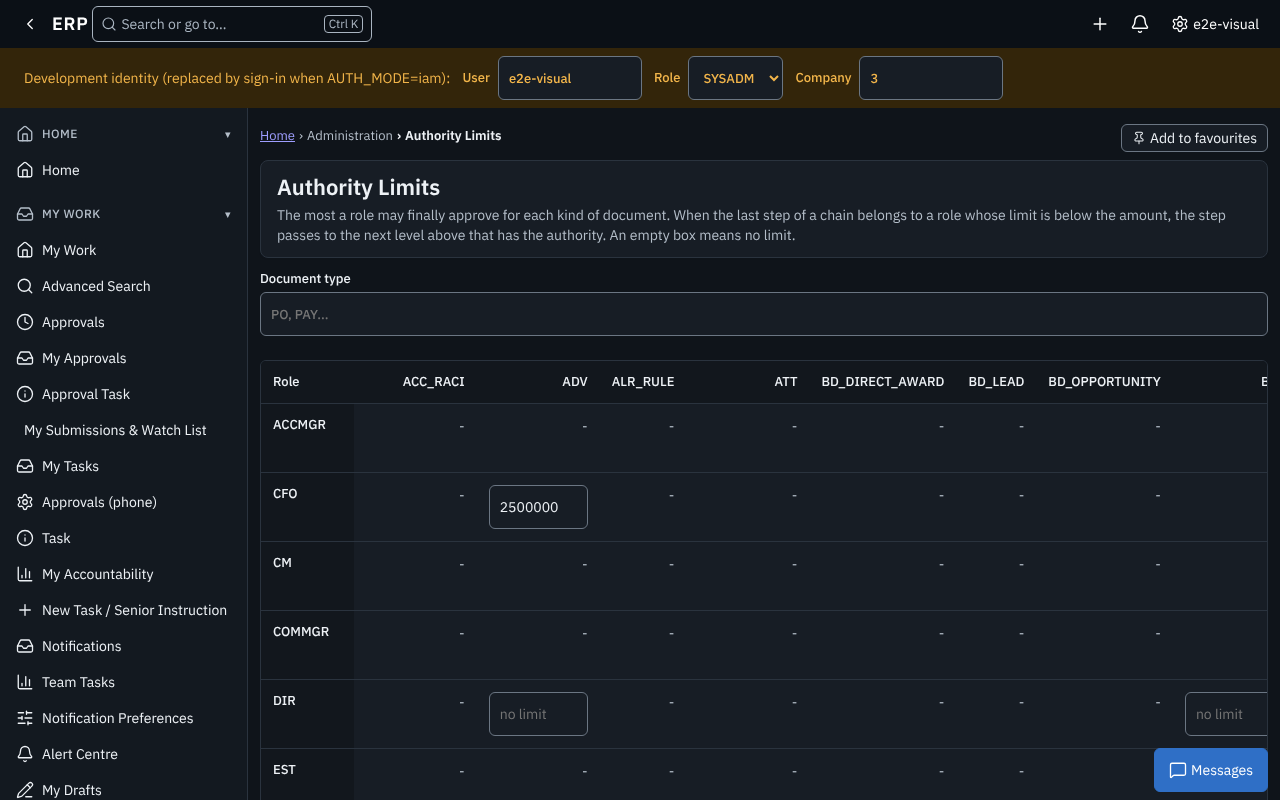 ERP
Search or go to...
Ctrl K
e2e-visual
Development identity (replaced by sign-in when AUTH_MODE=iam): User e2e-visual Role SYSADM Company 3
HOME
Home
MY WORK
My Work
Advanced Search
Approvals
My Approvals
Approval Task
My Submissions & Watch List
My Tasks
Approvals (phone)
Task
My Accountability
New Task / Senior Instruction
Notifications
Team Tasks
Notification Preferences
Alert Centre
My Drafts
Home › Administration › Authority Limits
Add to favourites
Authority Limits
The most a role may finally approve for each kind of document. When the last step of a chain belongs to a role whose limit is below the amount, the step
passes to the next level above that has the authority. An empty box means no limit.
Document type
PO, PAY...
Role ACC_RACI ADV ALR_RULE ATT BD_DIRECT_AWARD BD_LEAD BD_OPPORTUNITY
ACCMGR - - - - - - -
CFO - 2500000 - - - - -
CM - - - - - - -
COMMGR - - - - - - -
DIR - no limit - - - - - no limit
EST - - - - - -
Messages